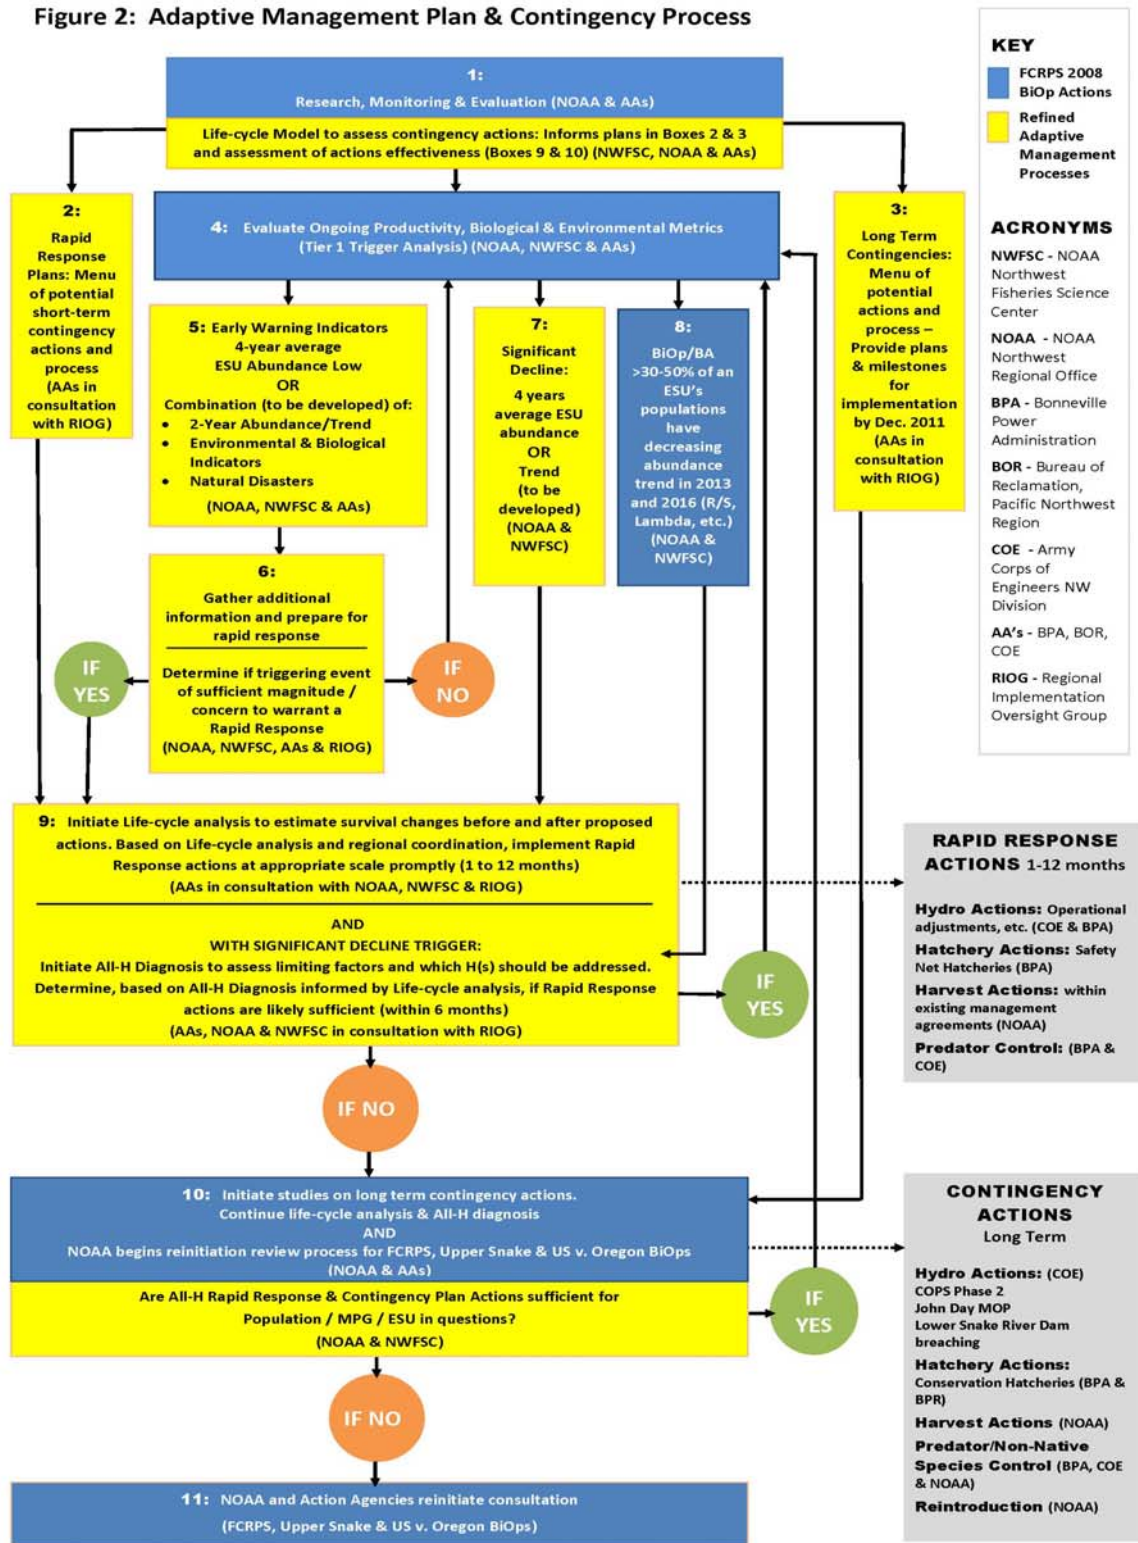 Figure 2: Adaptive Management Plan & Contingency Process
1:
Research, Monitoring & Evaluation (NOAA & AAs)
Life-cycle Model to assess contingency actions: Informs plans in Boxes 2 & 3
and assessment of actions effectiveness (Boxes 9 & 10) (NWFSC, NOAA & AAs)
2:
Rapid
Response
Plans: Menu
of potential
short-term
contingency
actions and
process
(AAs in
consultation
with RIOG)
4: Evaluate Ongoing Productivity, Biological & Environmental Metrics
(Tier 1 Trigger Analysis) (NOAA, NWFSC & AAs)
3:
Long Term
Contingencies:
Menu of
potential
actions and
process –
Provide plans
& milestones for
implementation
by Dec. 2011
(AAs in
consultation
with RIOG)
5: Early Warning Indicators
4-year average
ESU Abundance Low
OR
Combination (to be developed) of:
• 2-Year Abundance/Trend
• Environmental & Biological
Indicators
• Natural Disasters
(NOAA, NWFSC & AAs)
7:
Significant
Decline:
4 years
average ESU
abundance
OR
Trend
(to be
developed)
(NOAA &
NWFSC)
8:
BiOp/BA
>30-50% of an
ESU's
populations
have
decreasing
abundance
trend in 2013
and 2016 (R/S,
Lambda, etc.)
(NOAA &
NWFSC)
6:
Gather additional
information and prepare for
rapid response
Determine if triggering event
of sufficient magnitude /
concern to warrant a
Rapid Response
(NOAA, NWFSC, AAs & RIOG)
IF
YES
IF
NO
9: Initiate Life-cycle analysis to estimate survival changes before and after proposed
actions. Based on Life-cycle analysis and regional coordination, implement Rapid
Response actions at appropriate scale promptly (1 to 12 months)
(AAs in consultation with NOAA, NWFSC & RIOG)
AND
WITH SIGNIFICANT DECLINE TRIGGER:
Initiate All-H Diagnosis to assess limiting factors and which H(s) should be addressed.
Determine, based on All-H Diagnosis informed by Life-cycle analysis, if Rapid Response
actions are likely sufficient (within 6 months)
(AAs, NOAA & NWFSC in consultation with RIOG)
IF
YES
IF NO
10: Initiate studies on long term contingency actions.
Continue life-cycle analysis & All-H diagnosis
AND
NOAA begins reinitiation review process for FCRPS, Upper Snake & US v. Oregon BiOps
(NOAA & AAs)
Are All-H Rapid Response & Contingency Plan Actions sufficient for
Population / MPG / ESU in questions?
(NOAA & NWFSC)
IF
YES
IF NO
11: NOAA and Action Agencies reinitiate consultation
(FCRPS, Upper Snake & US v. Oregon BiOps)
KEY
FCRPS 2008
BiOp Actions
Refined
Adaptive
Management
Processes
ACRONYMS
NWFSC - NOAA
Northwest
Fisheries Science
Center
NOAA - NOAA
Northwest
Regional Office
BPA - Bonneville
Power
Administration
BOR - Bureau of
Reclamation,
Pacific Northwest
Region
COE - Army
Corps of
Engineers NW
Division
AA's - BPA, BOR,
COE
RIOG - Regional
Implementation
Oversight Group
RAPID RESPONSE
ACTIONS 1-12 months
Hydro Actions: Operational
adjustments, etc. (COE & BPA)
Hatchery Actions: Safety
Net Hatcheries (BPA)
Harvest Actions: within
existing management
agreements (NOAA)
Predator Control: (BPA &
COE)
CONTINGENCY
ACTIONS
Long Term
Hydro Actions: (COE)
COPS Phase 2
John Day MOP
Lower Snake River Dam
breaching
Hatchery Actions:
Conservation Hatcheries (BPA &
BPR)
Harvest Actions (NOAA)
Predator/Non-Native
Species Control (BPA, COE
& NOAA)
Reintroduction (NOAA)